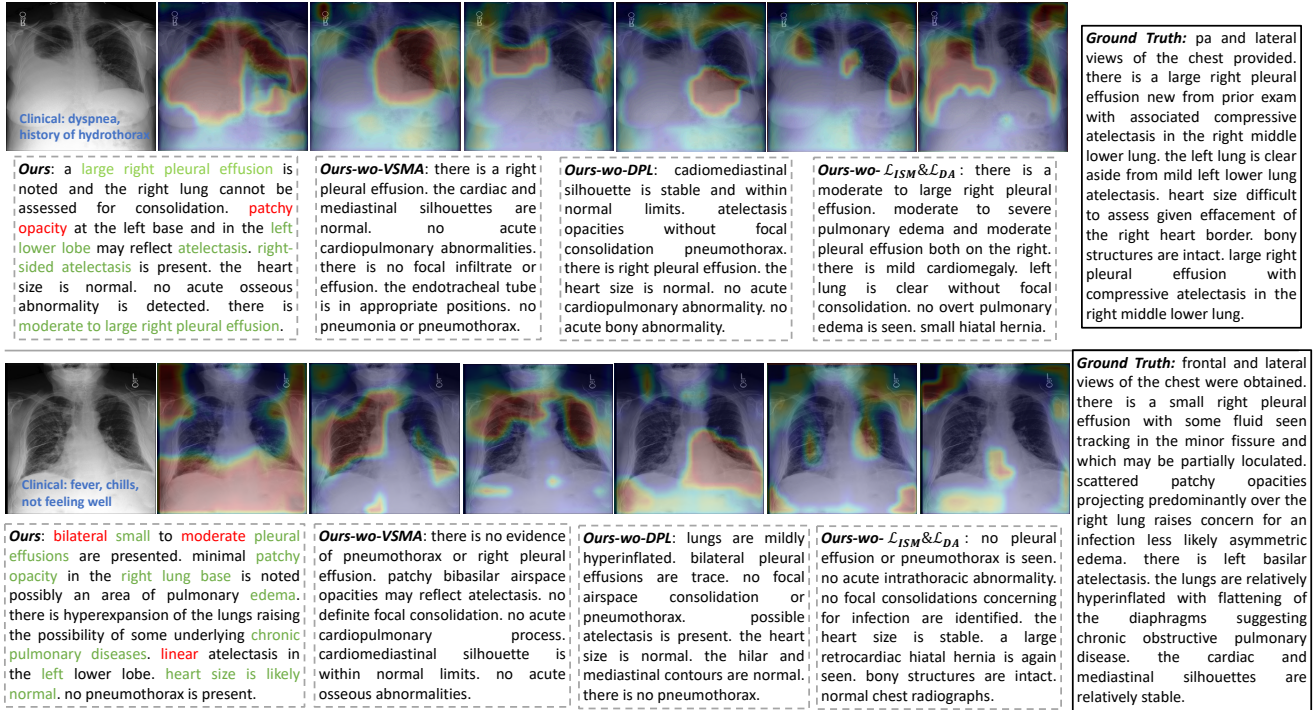 Clinical: dyspnea,
history of hydrothorax
Ours: a large right pleural effusion is
noted and the right lung cannot be
assessed for consolidation. patchy
opacity at the left base and in the left
lower lobe may reflect atelectasis. right-
sided atelectasis is present. the heart
size is normal. no acute osseous
abnormality is detected. there is
moderate to large right pleural effusion.
Ours-wo-VSMA: there is a right
pleural effusion. the cardiac and
mediastinal silhouettes are
normal. no acute
cardiopulmonary abnormalities.
there is no focal infiltrate or
effusion. the endotracheal tube
is in appropriate positions. no
pneumonia or pneumothorax.
Ours-wo-DPL: cadiomediastinal
silhouette is stable and within
normal limits. atelectasis
opacities without focal
consolidation pneumothorax.
there is right pleural effusion. the
heart size is normal. no acute
cardiopulmonary abnormality. no
acute bony abnormality.
Ours-wo- ℒ_ISM&ℒ_DA : there is a
moderate to large right pleural
effusion. moderate to severe
pulmonary edema and moderate
pleural effusion both on the right.
there is mild cardiomegaly. left
lung is clear without focal
consolidation. no overt pulmonary
edema is seen. small hiatal hernia.
Ground Truth: pa and lateral
views of the chest provided.
there is a large right pleural
effusion new from prior exam
with associated compressive
atelectasis in the right middle
lower lung. the left lung is clear
aside from mild left lower lung
atelectasis. heart size difficult
to assess given effacement of
the right heart border. bony
structures are intact. large right
pleural effusion with
compressive atelectasis in the
right middle lower lung.
Clinical: fever, chills,
not feeling well
Ours: bilateral small to moderate pleural
effusions are presented. minimal patchy
opacity in the right lung base is noted
possibly an area of pulmonary edema.
there is hyperexpansion of the lungs raising
the possibility of some underlying chronic
pulmonary diseases. linear atelectasis in
the left lower lobe. heart size is likely
normal. no pneumothorax is present.
Ours-wo-VSMA: there is no evidence
of pneumothorax or right pleural
effusion. patchy bibasilar airspace
opacities may reflect atelectasis. no
definite focal consolidation. no acute
cardiopulmonary process.
cardiomediastinal silhouette is
within normal limits. no acute
osseous abnormalities.
Ours-wo-DPL: lungs are mildly
hyperinflated. bilateral pleural
effusions are trace. no focal
airspace consolidation or
pneumothorax. possible
atelectasis is present. the heart
size is normal. the hilar and
mediastinal contours are normal.
there is no pneumothorax.
Ours-wo- ℒ_ISM&ℒ_DA : no pleural
effusion or pneumothorax is seen.
no acute intrathoracic abnormality.
no focal consolidations concerning
for infection are identified. the
heart size is stable. a large
retrocardiac hiatal hernia is again
seen. bony structures are intact.
normal chest radiographs.
Ground Truth: frontal and lateral
views of the chest were obtained.
there is a small right pleural
effusion with some fluid seen
tracking in the minor fissure and
which may be partially loculated.
scattered patchy opacities
projecting predominantly over the
right lung raises concern for an
infection less likely asymmetric
edema. there is left basilar
atelectasis. the lungs are relatively
hyperinflated with flattening of
the diaphragms suggesting
chronic obstructive pulmonary
disease. the cardiac and
mediastinal silhouettes are
relatively stable.